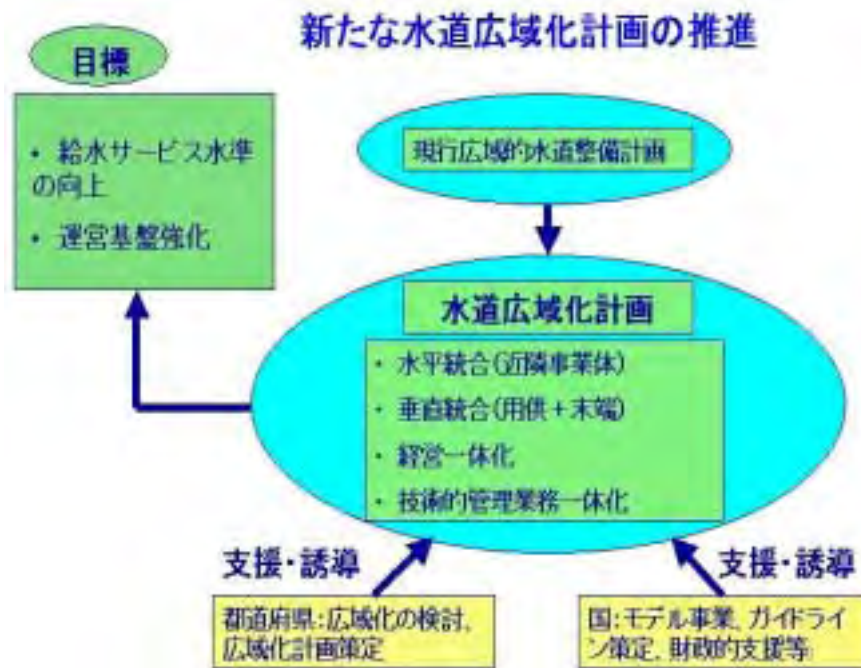 新たな水道広域化計画の推進
目標
・ 給水サービス水準
の向上
・ 運営基盤強化
現行広域的水道整備計画
水道広域化計画
・ 水平統合(近隣事業体)
・ 垂直統合(用供+末端)
・ 経営一体化
・ 技術的管理業務一体化
支援・誘導
支援・誘導
都道府県:広域化の検討、
広域化計画策定
国:モデル事業、ガイドライ
ン策定、財政的支援等